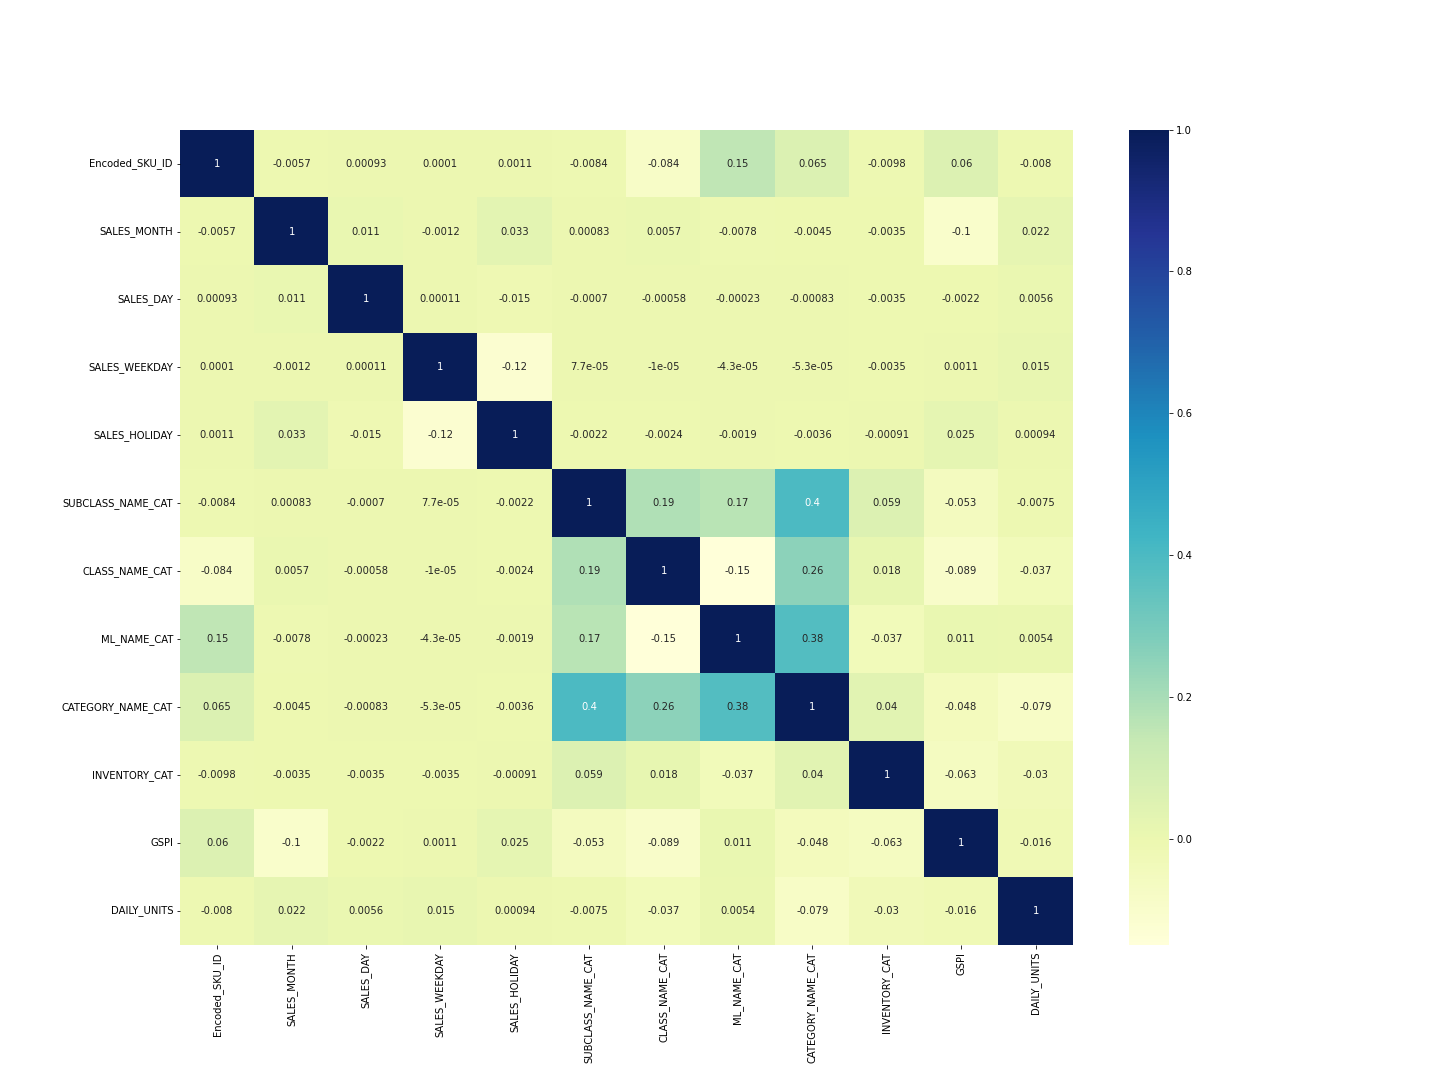 Encoded_SKU_ID 1 -0.0057 0.00093 0.0001 0.0011 -0.0084 -0.084 0.15 0.065 -0.0098 0.06 -0.008
SALES_MONTH -0.0057 1 0.011 -0.0012 0.033 0.00083 0.0057 -0.0078 -0.0045 -0.0035 -0.1 0.022
SALES_DAY 0.00093 0.011 1 0.00011 -0.015 -0.0007 -0.00058 -0.00023 -0.00083 -0.0035 -0.0022 0.0056
SALES_WEEKDAY 0.0001 -0.0012 0.00011 1 -0.12 7.7e-05 -1e-05 -4.3e-05 -5.3e-05 -0.0035 0.0011 0.015
SALES_HOLIDAY 0.0011 0.033 -0.015 -0.12 1 -0.0022 -0.0024 -0.0019 -0.0036 -0.00091 0.025 0.00094
SUBCLASS_NAME_CAT -0.0084 0.00083 -0.0007 7.7e-05 -0.0022 1 0.19 0.17 0.4 0.059 -0.053 -0.0075
CLASS_NAME_CAT -0.084 0.0057 -0.00058 -1e-05 -0.0024 0.19 1 -0.15 0.26 0.018 -0.089 -0.037
ML_NAME_CAT 0.15 -0.0078 -0.00023 -4.3e-05 -0.0019 0.17 -0.15 1 0.38 -0.037 0.011 0.0054
CATEGORY_NAME_CAT 0.065 -0.0045 -0.00083 -5.3e-05 -0.0036 0.4 0.26 0.38 1 0.04 -0.048 -0.079
INVENTORY_CAT -0.0098 -0.0035 -0.0035 -0.0035 -0.00091 0.059 0.018 -0.037 0.04 1 -0.063 -0.03
GSPI 0.06 -0.1 -0.0022 0.0011 0.025 -0.053 -0.089 0.011 -0.048 -0.063 1 -0.016
DAILY_UNITS -0.008 0.022 0.0056 0.015 0.00094 -0.0075 -0.037 0.0054 -0.079 -0.03 -0.016 1
Encoded_SKU_ID
SALES_MONTH
SALES_DAY
SALES_WEEKDAY
SALES_HOLIDAY
SUBCLASS_NAME_CAT
CLASS_NAME_CAT
ML_NAME_CAT
CATEGORY_NAME_CAT
INVENTORY_CAT
GSPI
DAILY_UNITS
1.0
0.8
0.6
0.4
0.2
0.0